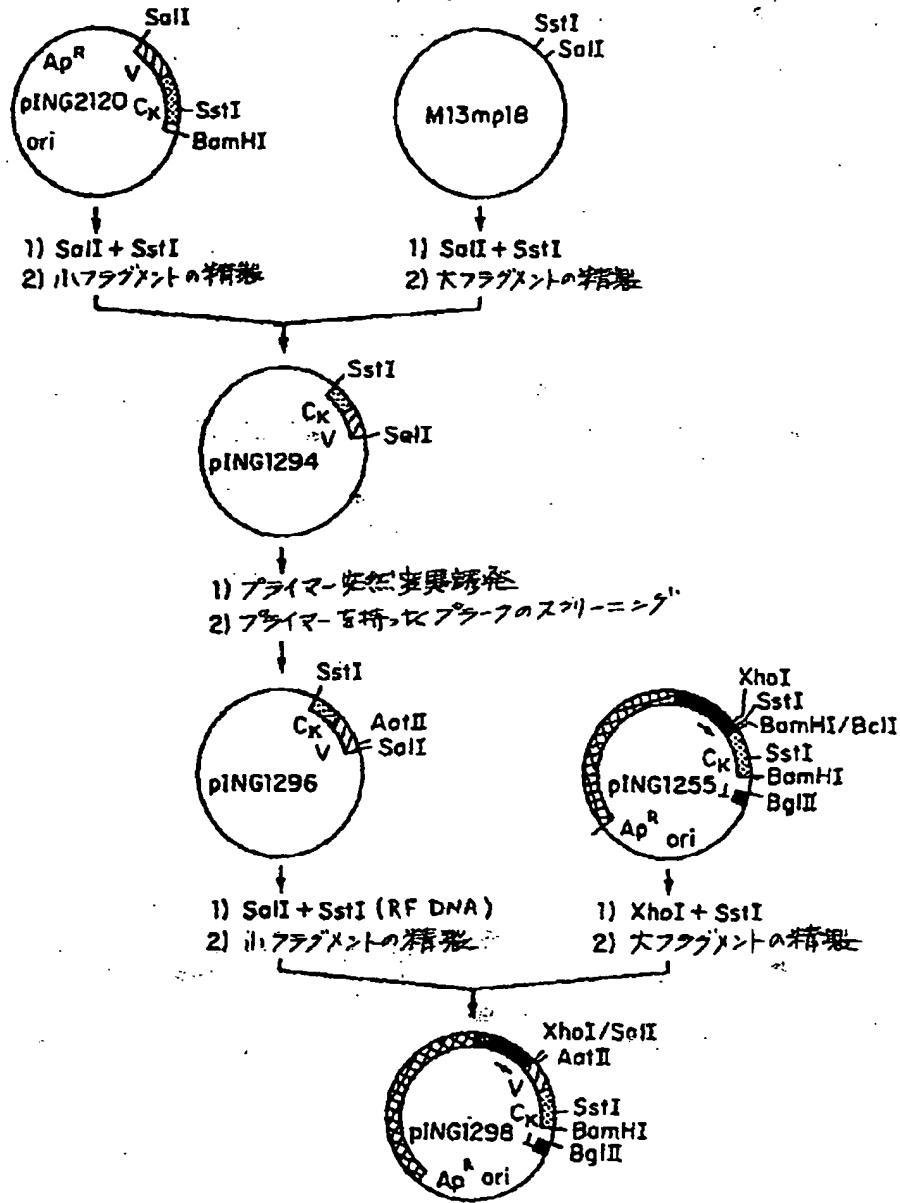 SalI
Ap^R
V
pING2120
C_K
SstI
BamHI
ori
SstI
SalI
M13mp18
1) SalI + SstI
2) 小フラグメントの精製
1) SalI + SstI
2) 大フラグメントの精製
SstI
C_K
V
SalI
pING1294
1) プライマー突然変異誘発
2) プライマーを持ったプラークのスクリーニング
SstI
C_K
V
AatII
SalI
pING1296
XhoI
SstI
BamHI/BclI
C_K
SstI
BamHI
pING1255
BglII
Ap^R
ori
1) SalI + SstI (RF DNA)
2) 小フラグメントの精製
1) XhoI + SstI
2) 大フラグメントの精製
XhoI/SalI
AatII
V
C_K
SstI
BamHI
pING1298
BglII
Ap^R
ori